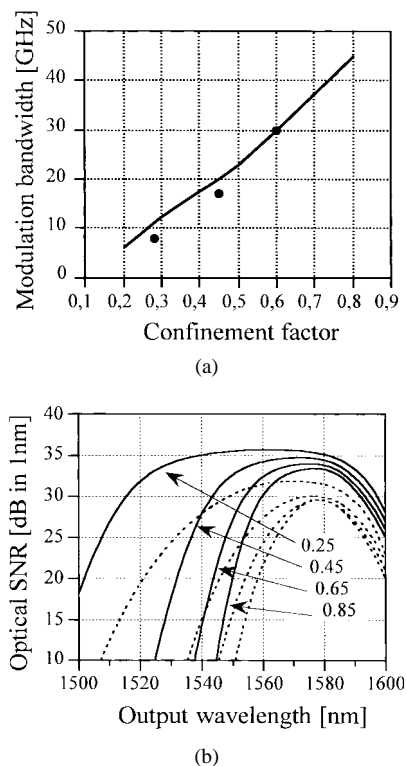 Modulation bandwidth [GHz]
50
40
30
20
10
0
0,1 0,2 0,3 0,4 0,5 0,6 0,7 0,8 0,9
Confinement factor
(a)
Optical SNR [dB in 1nm]
40
35
30
25
20
15
10
0.25
0.45
0.65
0.85
1500 1520 1540 1560 1580 1600
Output wavelength [nm]
(b)